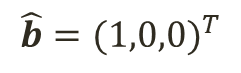 b̂ = (1,0,0)ᵀ